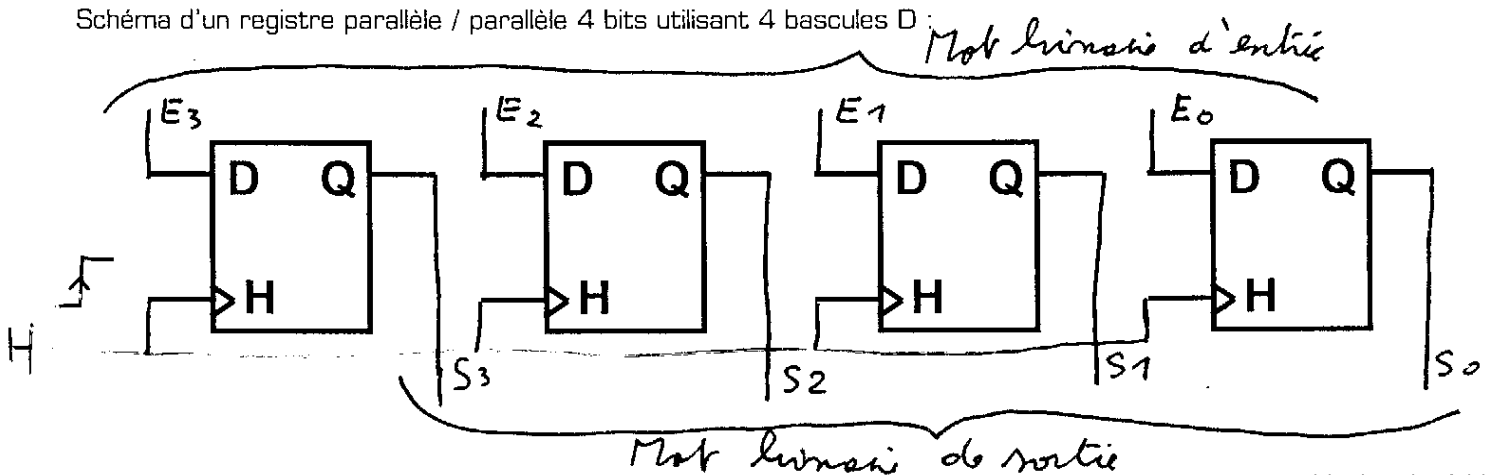 Schéma d'un registre parallèle / parallèle 4 bits utilisant 4 bascules D :
Mot binaire d'entrée
E3 E2 E1 E0
D Q D Q D Q D Q
H H H H
H
S3 S2 S1 S0
Mot binaire de sortie